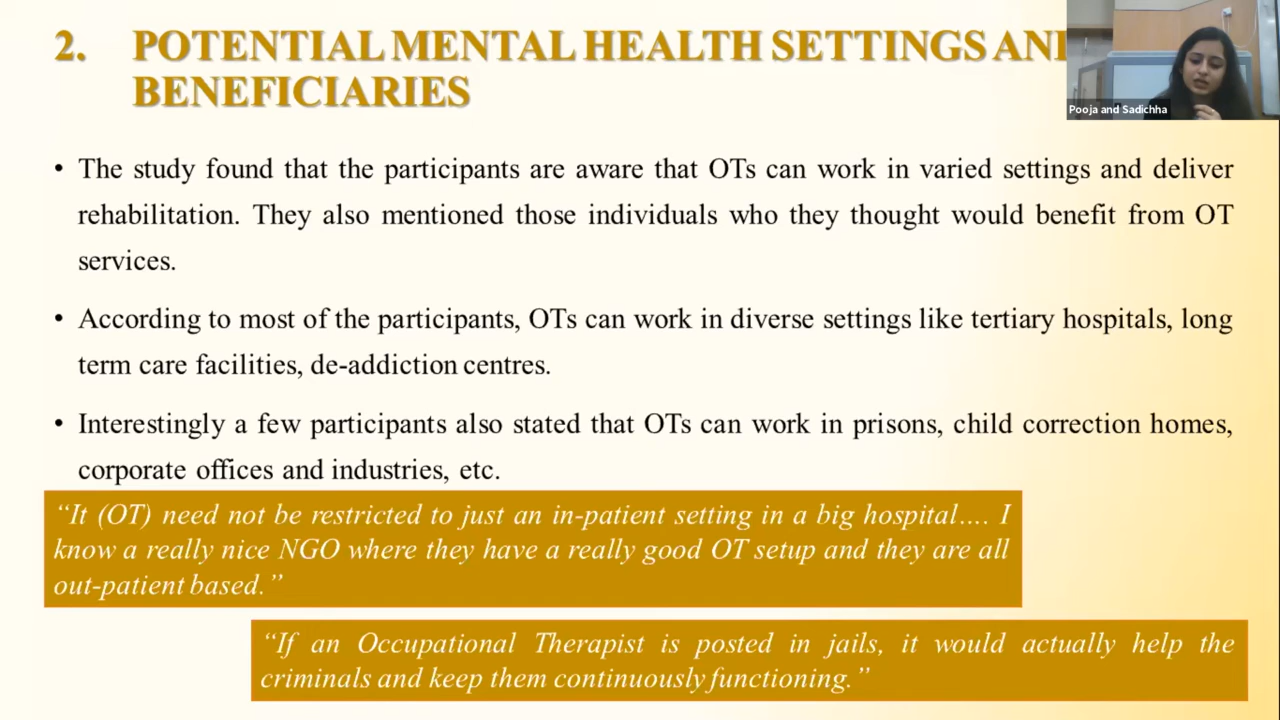 2. POTENTIAL MENTAL HEALTH SETTINGS AN
BENEFICIARIES
Pooja and Sadichha
• The study found that the participants are aware that OTs can work in varied settings and deliver
rehabilitation. They also mentioned those individuals who they thought would benefit from OT
services.
• According to most of the participants, OTs can work in diverse settings like tertiary hospitals, long
term care facilities, de-addiction centres.
• Interestingly a few participants also stated that OTs can work in prisons, child correction homes,
corporate offices and industries, etc.
“It (OT) need not be restricted to just an in-patient setting in a big hospital…. I
know a really nice NGO where they have a really good OT setup and they are all
out-patient based.”
“If an Occupational Therapist is posted in jails, it would actually help the
criminals and keep them continuously functioning.”